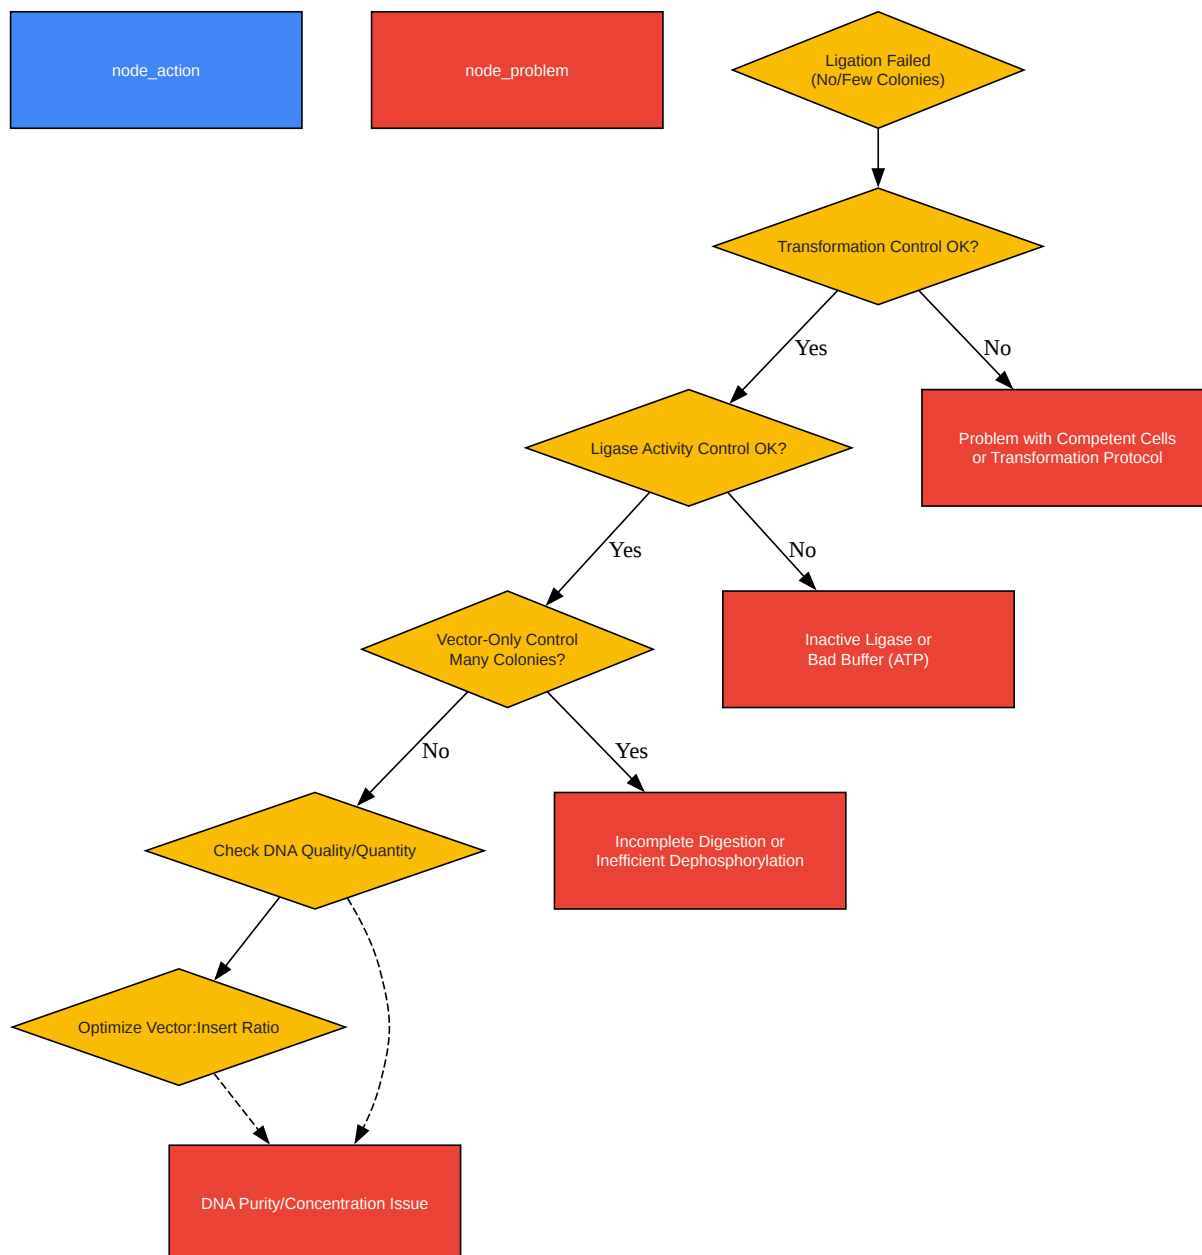 node_action
node_problem
Ligation Failed
(No/Few Colonies)
Transformation Control OK?
Yes
No
Ligase Activity Control OK?
Problem with Competent Cells
or Transformation Protocol
Yes
No
Vector-Only Control
Many Colonies?
Inactive Ligase or
Bad Buffer (ATP)
No
Yes
Check DNA Quality/Quantity
Incomplete Digestion or
Inefficient Dephosphorylation
Optimize Vector:Insert Ratio
DNA Purity/Concentration Issue